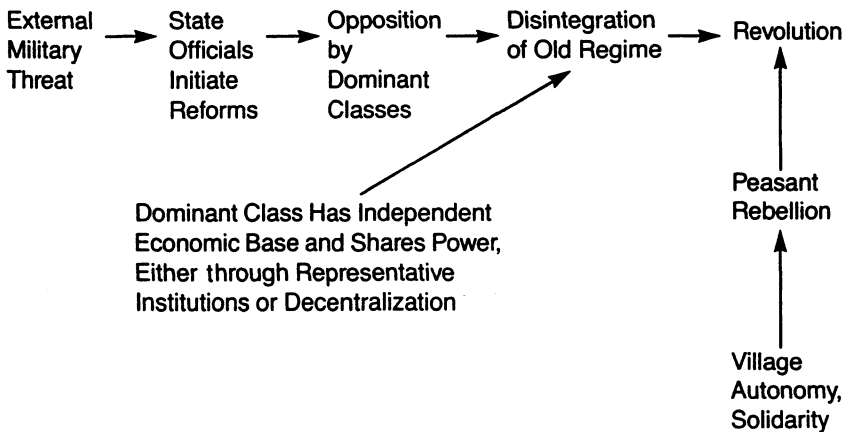 External
Military
Threat
State
Officials
Initiate
Reforms
Opposition
by
Dominant
Classes
Disintegration
of Old Regime
Revolution
Dominant Class Has Independent
Economic Base and Shares Power,
Either through Representative
Institutions or Decentralization
Peasant
Rebellion
Village
Autonomy,
Solidarity